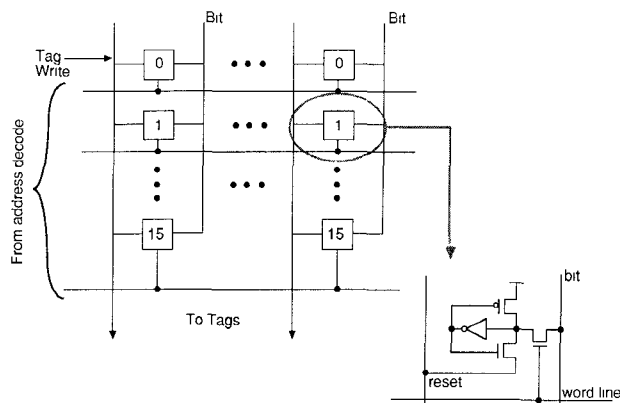 Bit
Bit
Tag
Write
0
0
1
1
15
15
From address decode
To Tags
bit
reset
word line